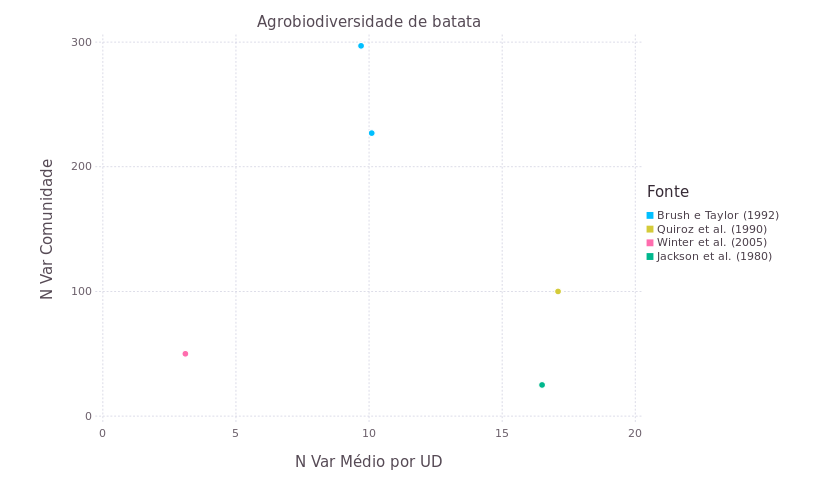 Agrobiodiversidade de batata
300
200
100
0
N Var Comunidade
0 5 10 15 20
N Var Médio por UD
Fonte
Brush e Taylor (1992)
Quiroz et al. (1990)
Winter et al. (2005)
Jackson et al. (1980)